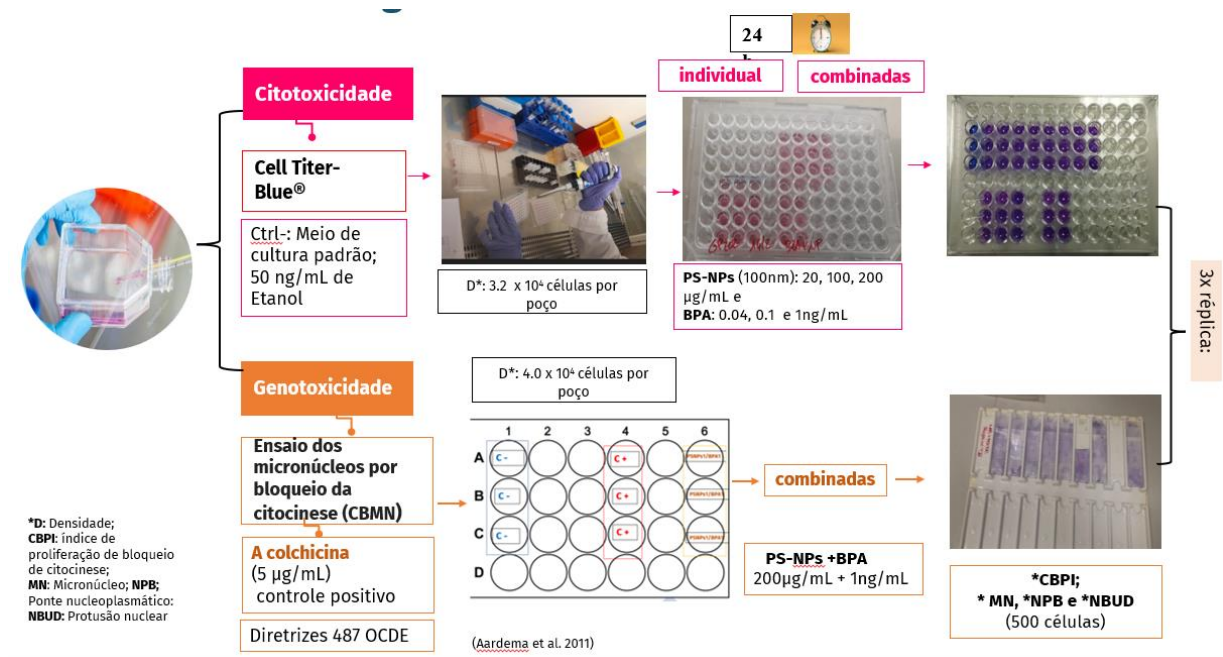 24
individual
combinadas
Citotoxicidade
Cell Titer-
Blue®
Ctrl-: Meio de
cultura padrão;
50 ng/mL de
Etanol
D*: 3.2 x 10⁴ células por
poço
PS-NPs (100nm): 20, 100, 200
µg/mL e
BPA: 0.04, 0.1 e 1ng/mL
3x réplica:
Genotoxicidade
D*: 4.0 x 10⁴ células por
poço
Ensaio dos
micronúcleos por
bloqueio da
citocinese (CBMN)
A colchicina
(5 µg/mL)
controle positivo
Diretrizes 487 OCDE
1 2 3 4 5 6
A C - C +
B C - C +
C C - C +
D
combinadas
PS-NPs +BPA
200µg/mL + 1ng/mL
*CBPI;
* MN, *NPB e *NBUD
(500 células)
*D: Densidade;
CBPI: índice de
proliferação de bloqueio
de citocinese;
MN: Micronúcleo; NPB;
Ponte nucleoplasmático:
NBUD: Protusão nuclear
(Aardema et al. 2011)